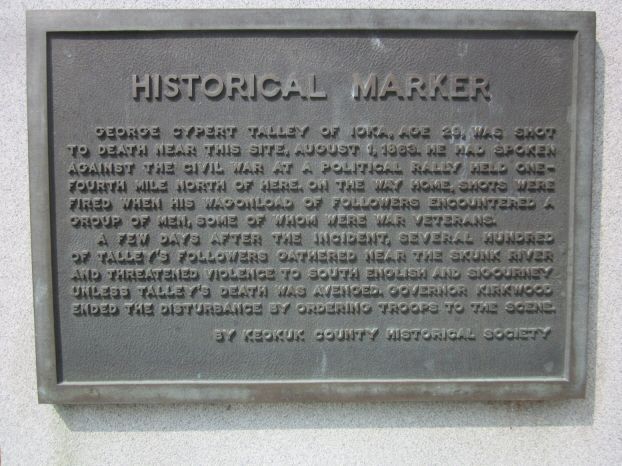 HISTORICAL MARKER
GEORGE CYPERT TALLEY OF IOKA, AGE 29, WAS SHOT
TO DEATH NEAR THIS SITE, AUGUST 1, 1863. HE HAD SPOKEN
AGAINST THE CIVIL WAR AT A POLITICAL RALLY HELD ONE-
FOURTH MILE NORTH OF HERE. ON THE WAY HOME, SHOTS WERE
FIRED WHEN HIS WAGONLOAD OF FOLLOWERS ENCOUNTERED A
GROUP OF MEN, SOME OF WHOM WERE WAR VETERANS.
A FEW DAYS AFTER THE INCIDENT, SEVERAL HUNDRED
OF TALLEY'S FOLLOWERS GATHERED NEAR THE SKUNK RIVER
AND THREATENED VIOLENCE TO SOUTH ENGLISH AND SIGOURNEY
UNLESS TALLEY'S DEATH WAS AVENGED. GOVERNOR KIRKWOOD
ENDED THE DISTURBANCE BY ORDERING TROOPS TO THE SCENE.
BY KEOKUK COUNTY HISTORICAL SOCIETY